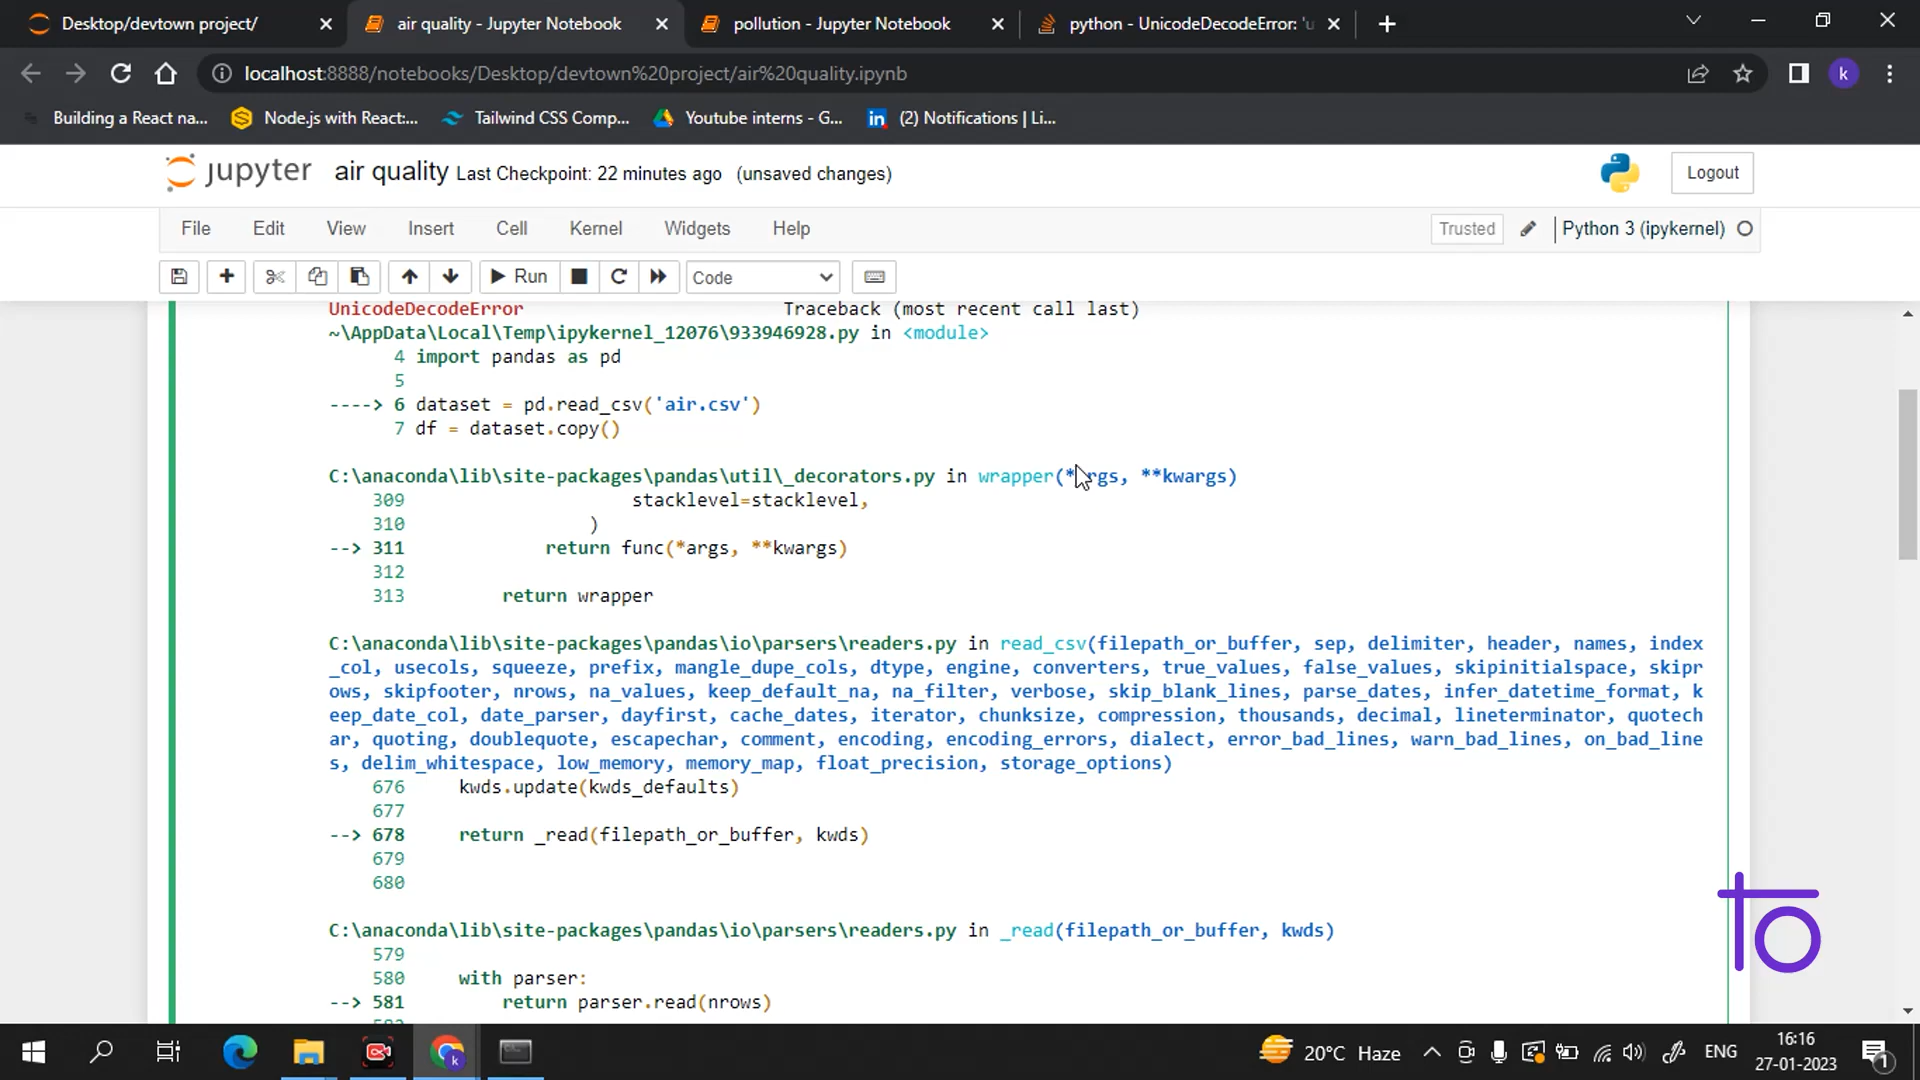 Desktop/devtown project/
air quality - Jupyter Notebook
pollution - Jupyter Notebook
python - UnicodeDecodeError: 'u
localhost:8888/notebooks/Desktop/devtown%20project/air%20quality.ipynb
k
Building a React na...
Node.js with React:...
Tailwind CSS Comp...
Youtube interns - G...
(2) Notifications | Li...
jupyter air quality Last Checkpoint: 22 minutes ago (unsaved changes)
Logout
File Edit View Insert Cell Kernel Widgets Help
Trusted
Python 3 (ipykernel)
Run
Code
UnicodeDecodeError Traceback (most recent call last)
~\AppData\Local\Temp\ipykernel_12076\933946928.py in <module>
4 import pandas as pd
5
----> 6 dataset = pd.read_csv('air.csv')
7 df = dataset.copy()
C:\anaconda\lib\site-packages\pandas\util\_decorators.py in wrapper(*args, **kwargs)
309 stacklevel=stacklevel,
310 )
--> 311 return func(*args, **kwargs)
312
313 return wrapper
C:\anaconda\lib\site-packages\pandas\io\parsers\readers.py in read_csv(filepath_or_buffer, sep, delimiter, header, names, index
_col, usecols, squeeze, prefix, mangle_dupe_cols, dtype, engine, converters, true_values, false_values, skipinitialspace, skipr
ows, skipfooter, nrows, na_values, keep_default_na, na_filter, verbose, skip_blank_lines, parse_dates, infer_datetime_format, k
eep_date_col, date_parser, dayfirst, cache_dates, iterator, chunksize, compression, thousands, decimal, lineterminator, quotech
ar, quoting, doublequote, escapechar, comment, encoding, encoding_errors, dialect, error_bad_lines, warn_bad_lines, on_bad_line
s, delim_whitespace, low_memory, memory_map, float_precision, storage_options)
676 kwds.update(kwds_defaults)
677
--> 678 return _read(filepath_or_buffer, kwds)
679
680
C:\anaconda\lib\site-packages\pandas\io\parsers\readers.py in _read(filepath_or_buffer, kwds)
579
580 with parser:
--> 581 return parser.read(nrows)
20°C Haze
ENG
16:16
27-01-2023
1